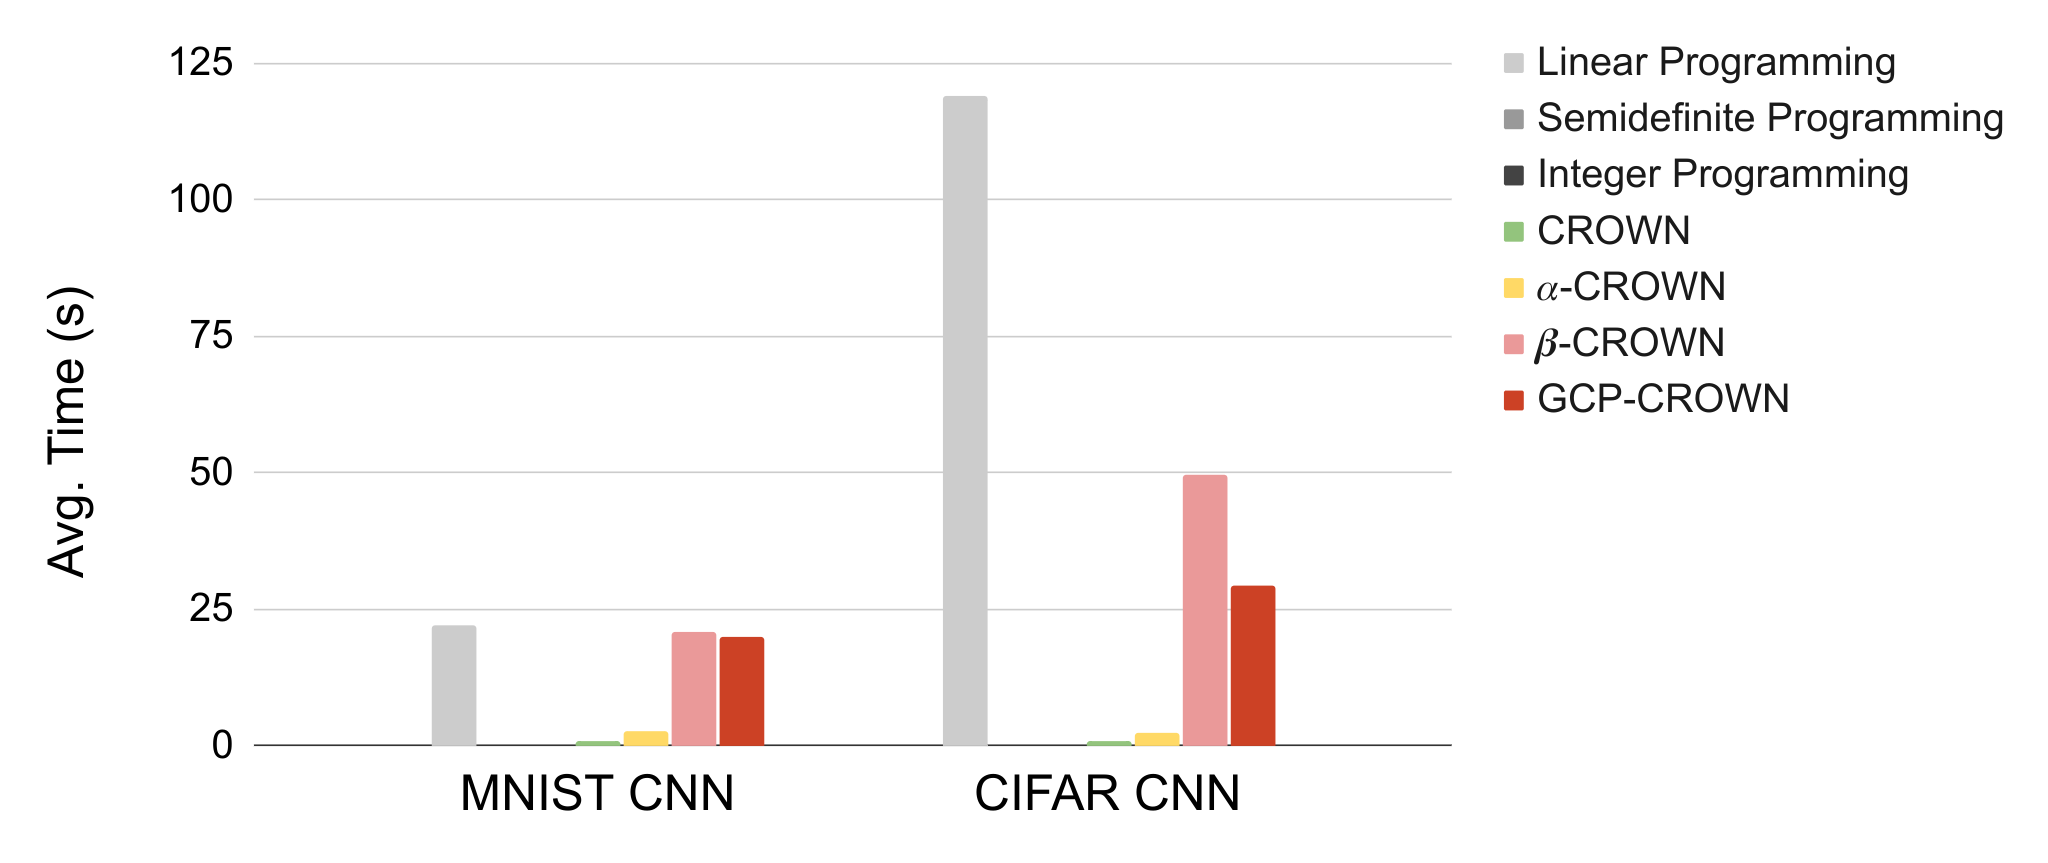 Avg. Time (s)
125
100
75
50
25
0
MNIST CNN
CIFAR CNN
Linear Programming
Semidefinite Programming
Integer Programming
CROWN
α-CROWN
β-CROWN
GCP-CROWN